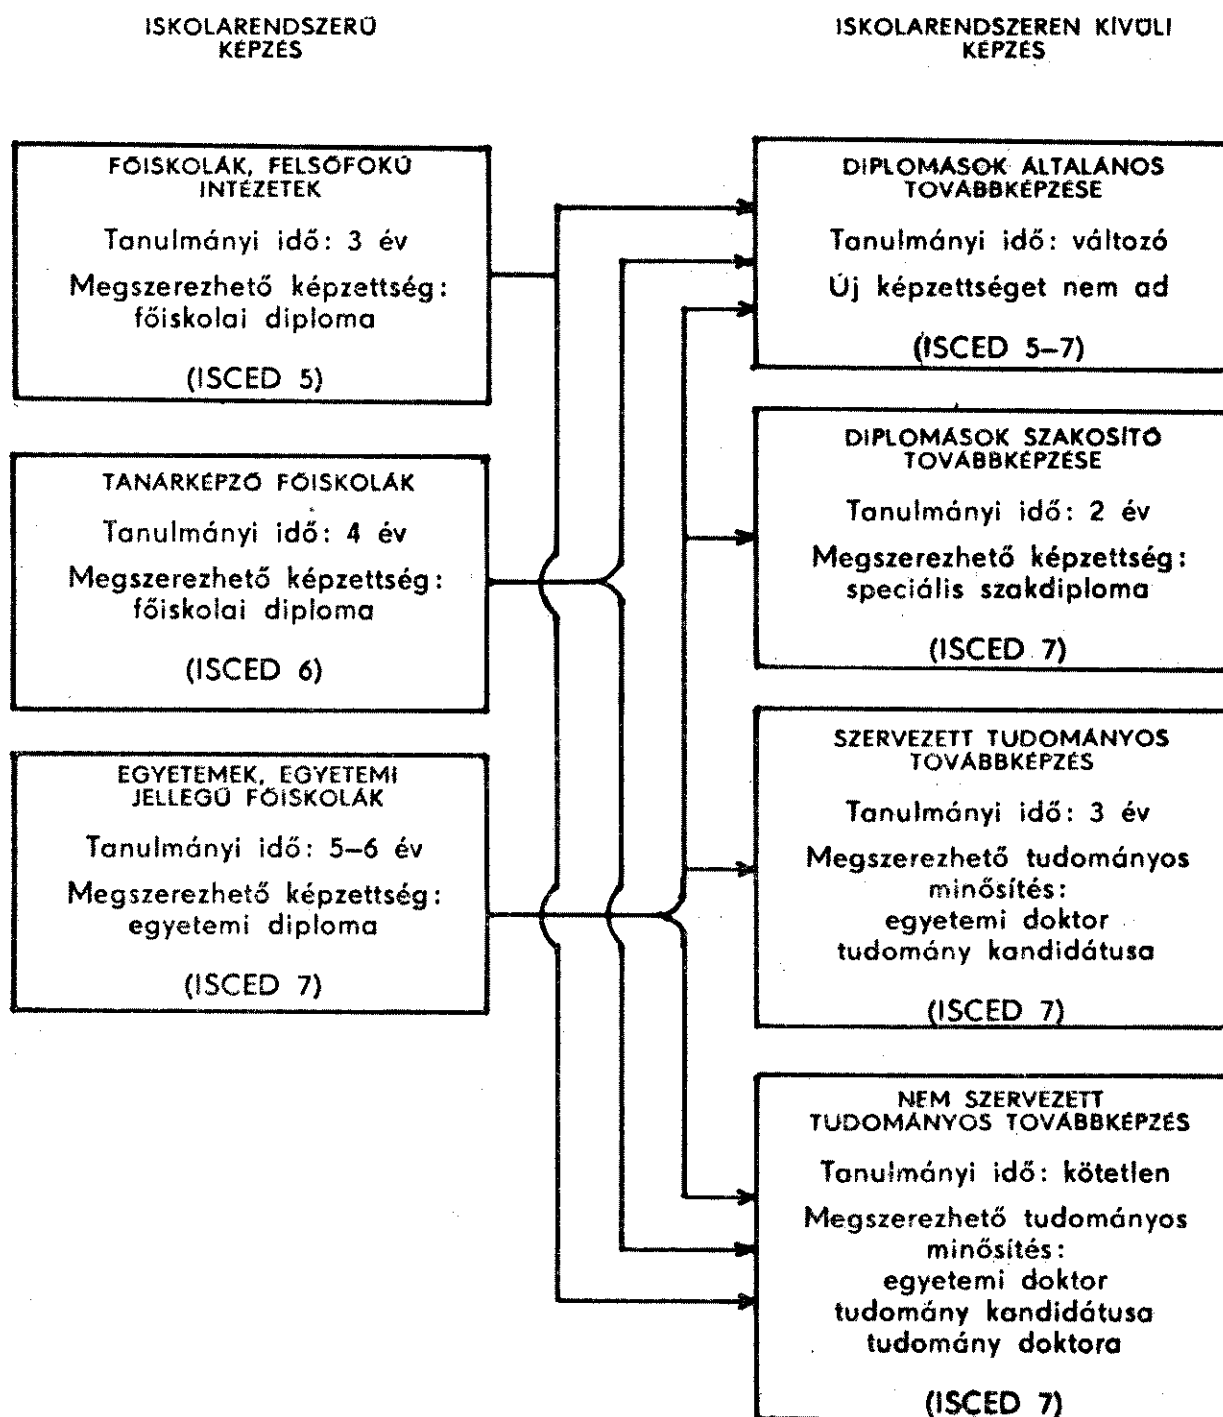 ISKOLARENDSZERŰ
KÉPZÉS
FŐISKOLÁK, FELSŐFOKÚ
INTÉZETEK
Tanulmányi idő: 3 év
Megszerezhető képzettség:
főiskolai diploma
(ISCED 5)
TANÁRKÉPZŐ FŐISKOLÁK
Tanulmányi idő: 4 év
Megszerezhető képzettség:
főiskolai diploma
(ISCED 6)
EGYETEMEK, EGYETEMI
JELLEGŰ FŐISKOLÁK
Tanulmányi idő: 5–6 év
Megszerezhető képzettség:
egyetemi diploma
(ISCED 7)
ISKOLARENDSZEREN KÍVÜLI
KÉPZÉS
DIPLOMÁSOK ÁLTALÁNOS
TOVÁBBKÉPZÉSE
Tanulmányi idő: változó
Új képzettséget nem ad
(ISCED 5–7)
DIPLOMÁSOK SZAKOSÍTÓ
TOVÁBBKÉPZÉSE
Tanulmányi idő: 2 év
Megszerezhető képzettség:
speciális szakdiploma
(ISCED 7)
SZERVEZETT TUDOMÁNYOS
TOVÁBBKÉPZÉS
Tanulmányi idő: 3 év
Megszerezhető tudományos
minősítés:
egyetemi doktor
tudomány kandidátusa
(ISCED 7)
NEM SZERVEZETT
TUDOMÁNYOS TOVÁBBKÉPZÉS
Tanulmányi idő: kötetlen
Megszerezhető tudományos
minősítés:
egyetemi doktor
tudomány kandidátusa
tudomány doktora
(ISCED 7)